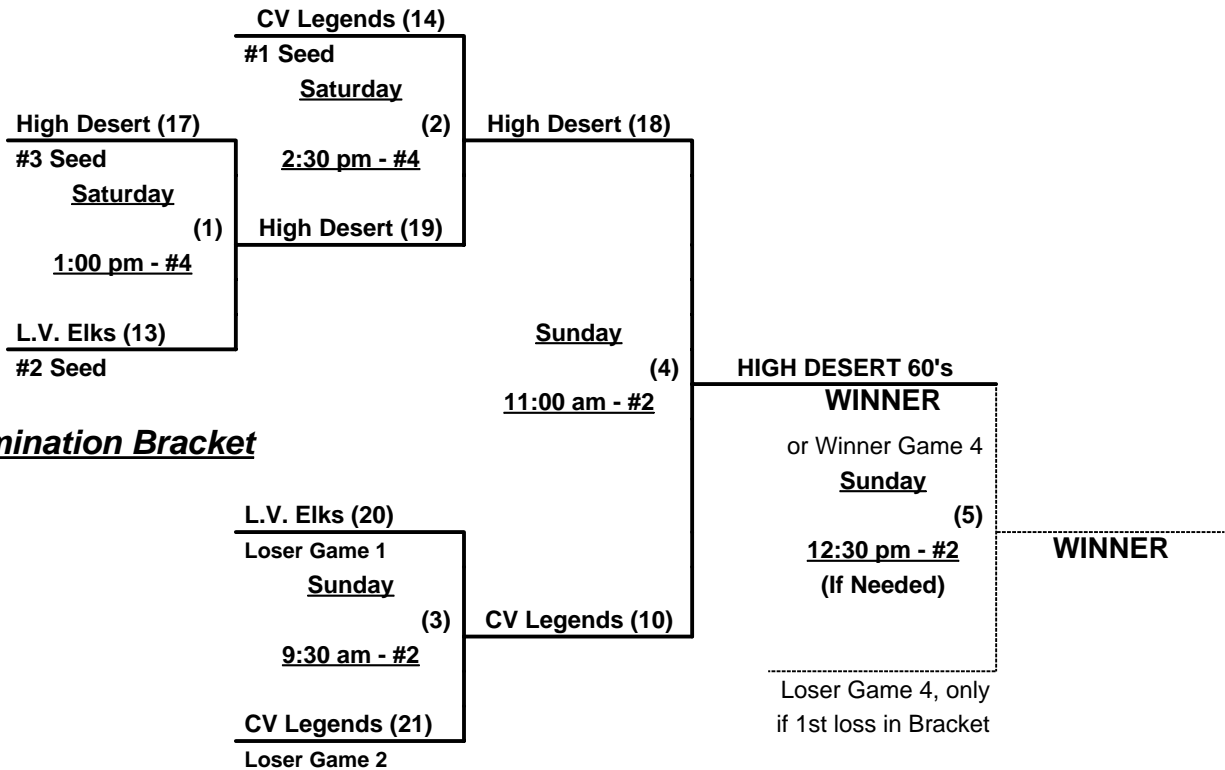 CV Legends (14)
#1 Seed
Saturday
High Desert (17)
(2)
High Desert (18)
#3 Seed
2:30 pm - #4
Saturday
(1)
High Desert (19)
1:00 pm - #4
L.V. Elks (13)
#2 Seed
Sunday
(4)
11:00 am - #2
HIGH DESERT 60's
WINNER
or Winner Game 4
Sunday
(5)
12:30 pm - #2
(If Needed)
WINNER
mination Bracket
L.V. Elks (20)
Loser Game 1
Sunday
(3)
CV Legends (10)
9:30 am - #2
CV Legends (21)
Loser Game 2
Loser Game 4, only
if 1st loss in Bracket